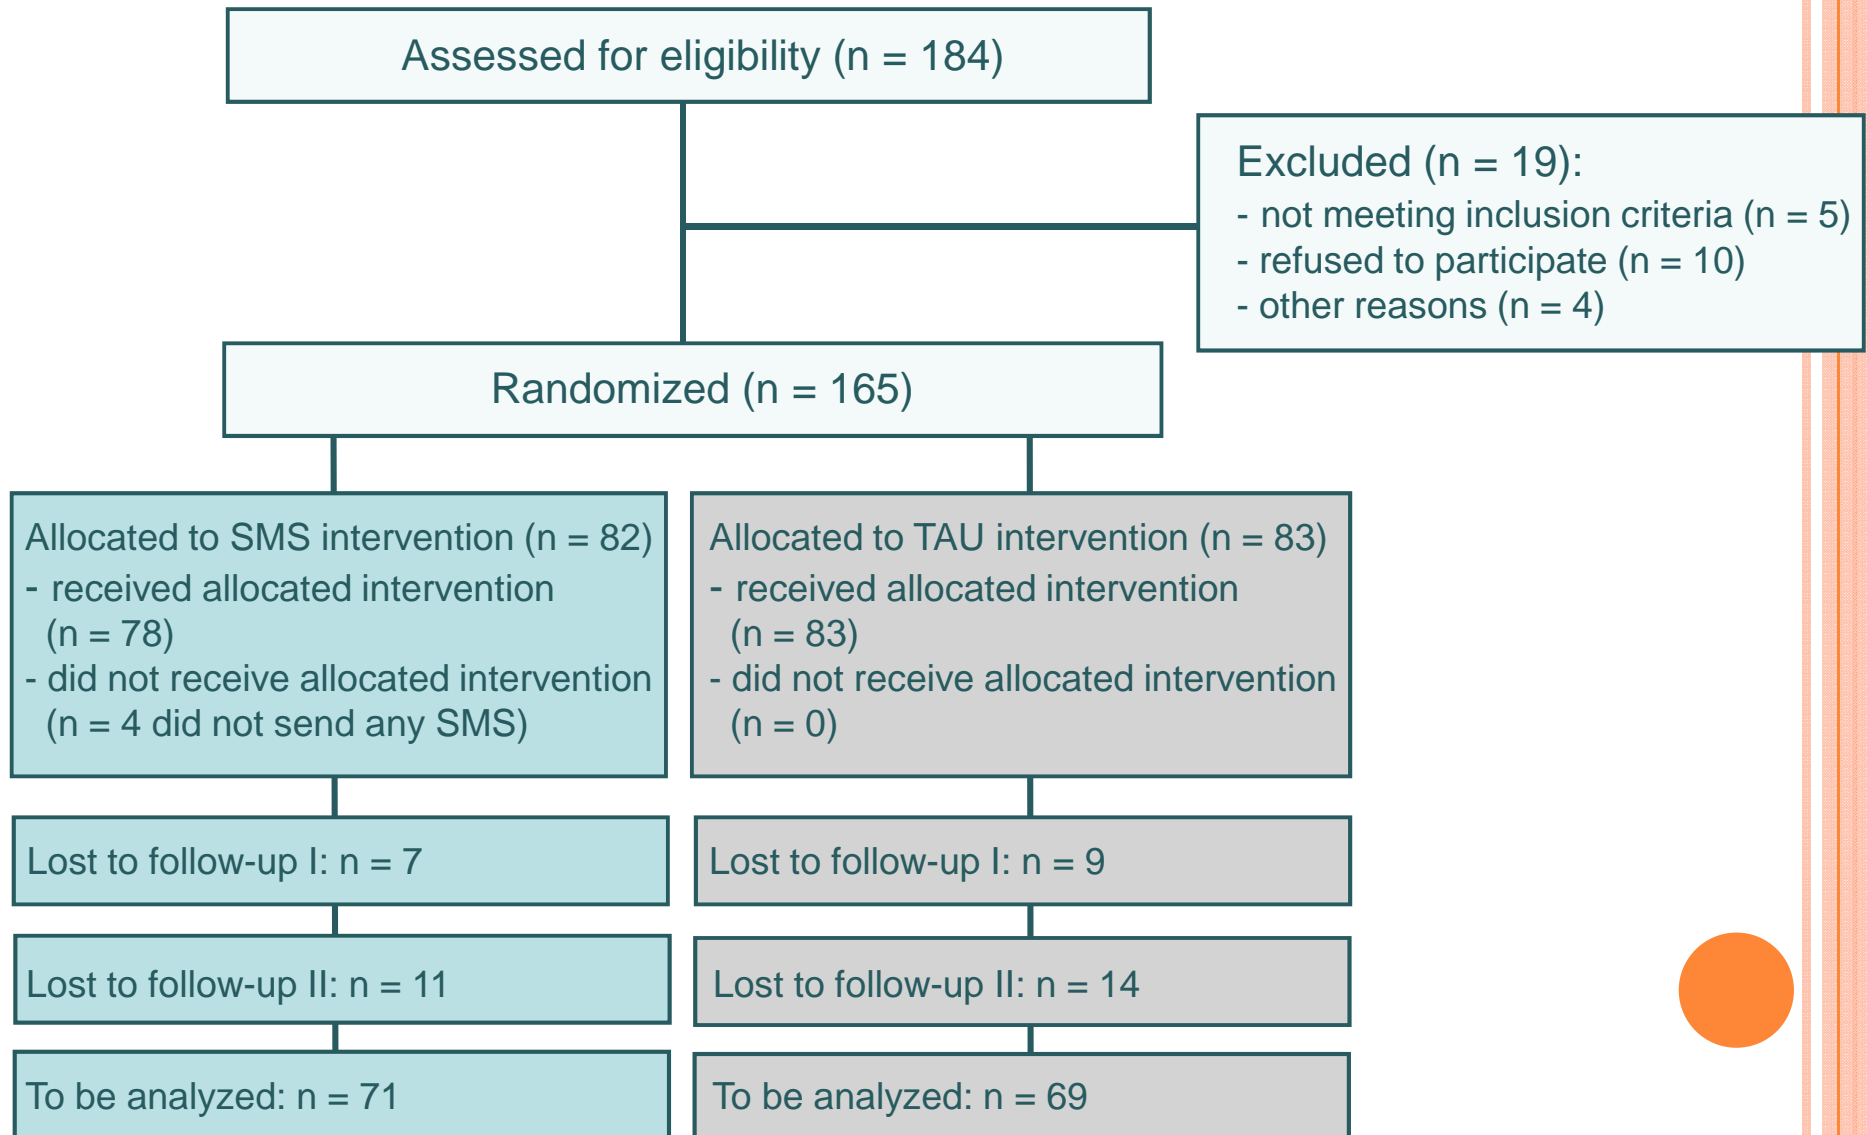 Assessed for eligibility (n = 184)
Excluded (n = 19):
- not meeting inclusion criteria (n = 5)
- refused to participate (n = 10)
- other reasons (n = 4)
Randomized (n = 165)
Allocated to SMS intervention (n = 82)
- received allocated intervention
(n = 78)
- did not receive allocated intervention
(n = 4 did not send any SMS)
Allocated to TAU intervention (n = 83)
- received allocated intervention
(n = 83)
- did not receive allocated intervention
(n = 0)
Lost to follow-up I: n = 7
Lost to follow-up I: n = 9
Lost to follow-up II: n = 11
Lost to follow-up II: n = 14
To be analyzed: n = 71
To be analyzed: n = 69